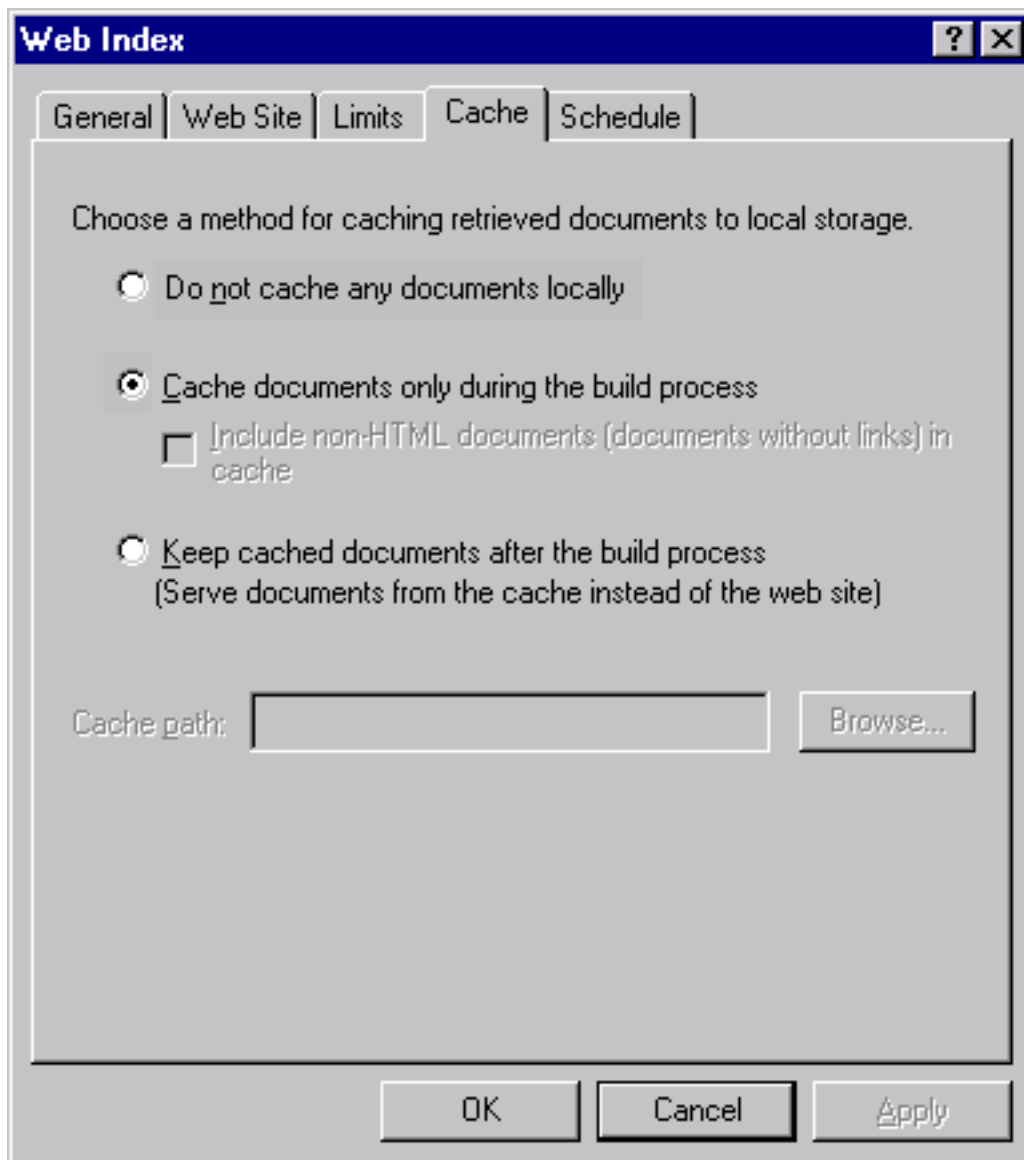 Web Index
General Web Site Limits Cache Schedule
Choose a method for caching retrieved documents to local storage.
Do not cache any documents locally
Cache documents only during the build process
Include non-HTML documents (documents without links) in
cache
Keep cached documents after the build process
(Serve documents from the cache instead of the web site)
Cache path: Browse...
OK Cancel Apply